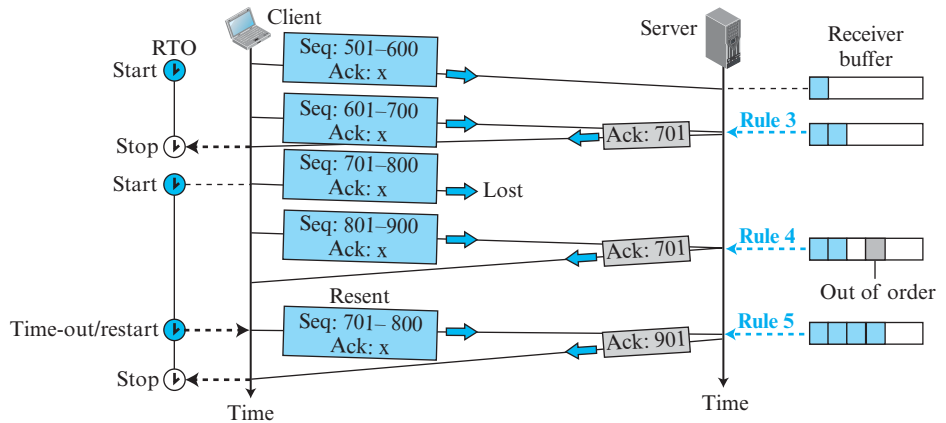 Client
Server
Receiver
buffer
RTO
Start
Seq: 501–600
Ack: x
Seq: 601–700
Ack: x
Ack: 701
Rule 3
Stop
Start
Seq: 701–800
Ack: x
Lost
Seq: 801–900
Ack: x
Ack: 701
Rule 4
Out of order
Resent
Time-out/restart
Seq: 701– 800
Ack: x
Ack: 901
Rule 5
Stop
Time
Time